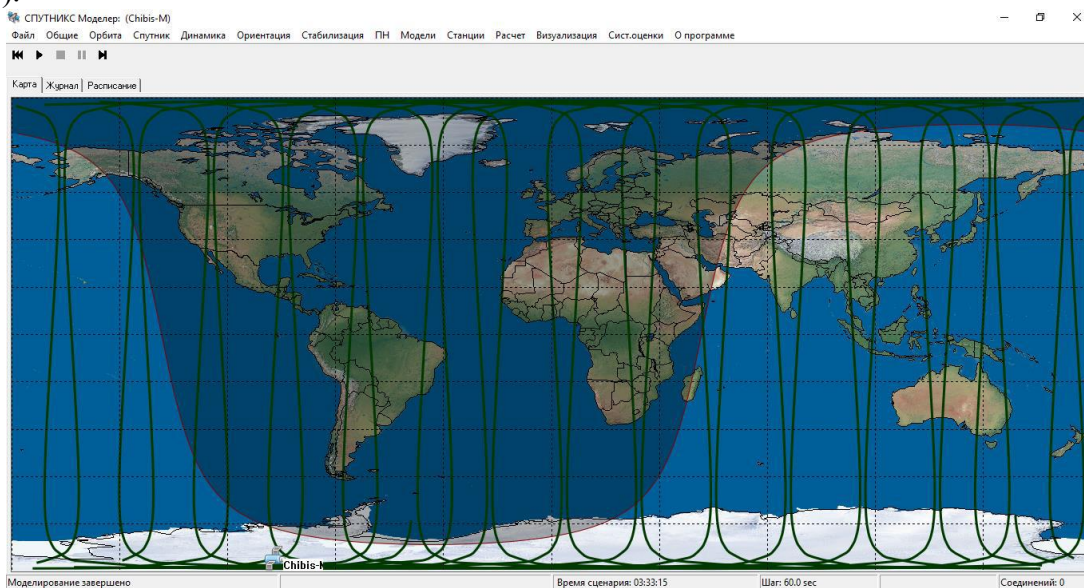 ).
СПУТНИКС Моделер: (Chibis-M)
Файл Общие Орбита Спутник Динамика Ориентация Стабилизация ПН Модели Станции Расчет Визуализация Сист.оценки О программе
Карта Журнал Расписание
Chibis-M
Моделирование завершено Время сценария: 03:33:15 Шаг: 60.0 sec Соединений: 0